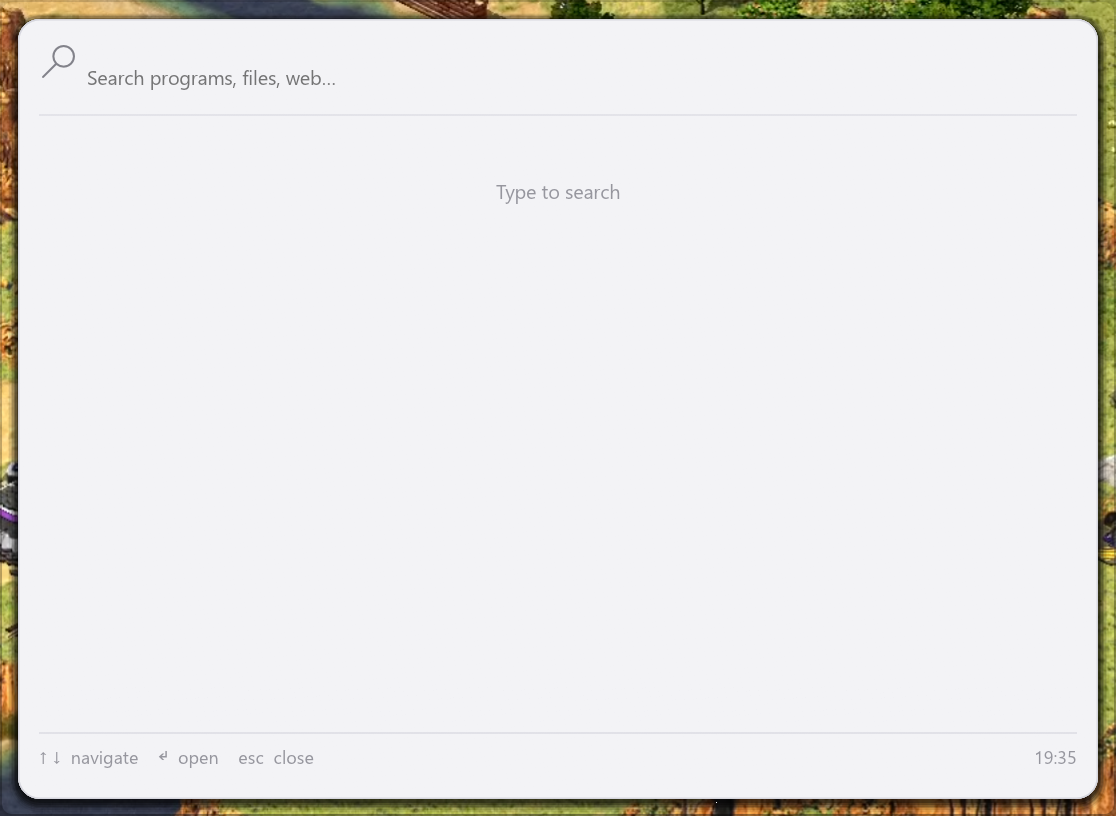 Search programs, files, web...
Type to search
↑ ↓ navigate ↵ open esc close
19:35